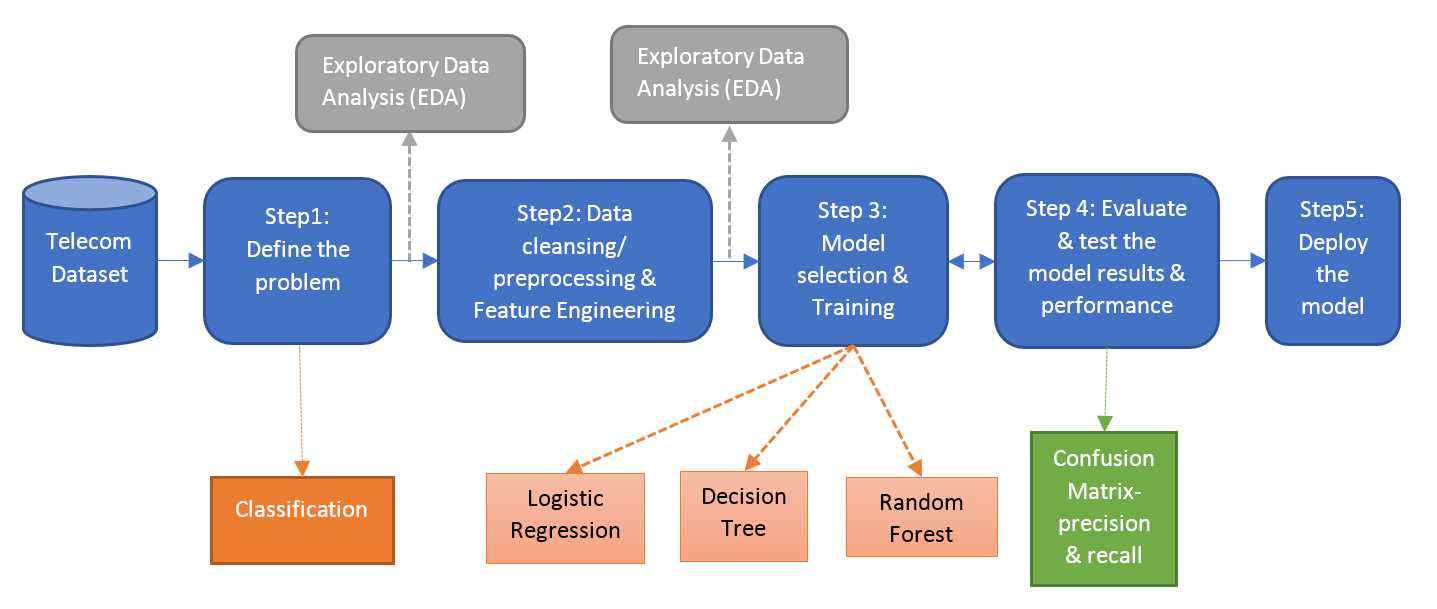 Exploratory Data
Analysis (EDA)
Exploratory Data
Analysis (EDA)
Telecom
Dataset
Step1:
Define the
problem
Step2: Data
cleansing/
preprocessing &
Feature Engineering
Step 3:
Model
selection &
Training
Step 4: Evaluate
& test the
model results &
performance
Step5:
Deploy
the
model
Classification
Logistic
Regression
Decision
Tree
Random
Forest
Confusion
Matrix-
precision
& recall